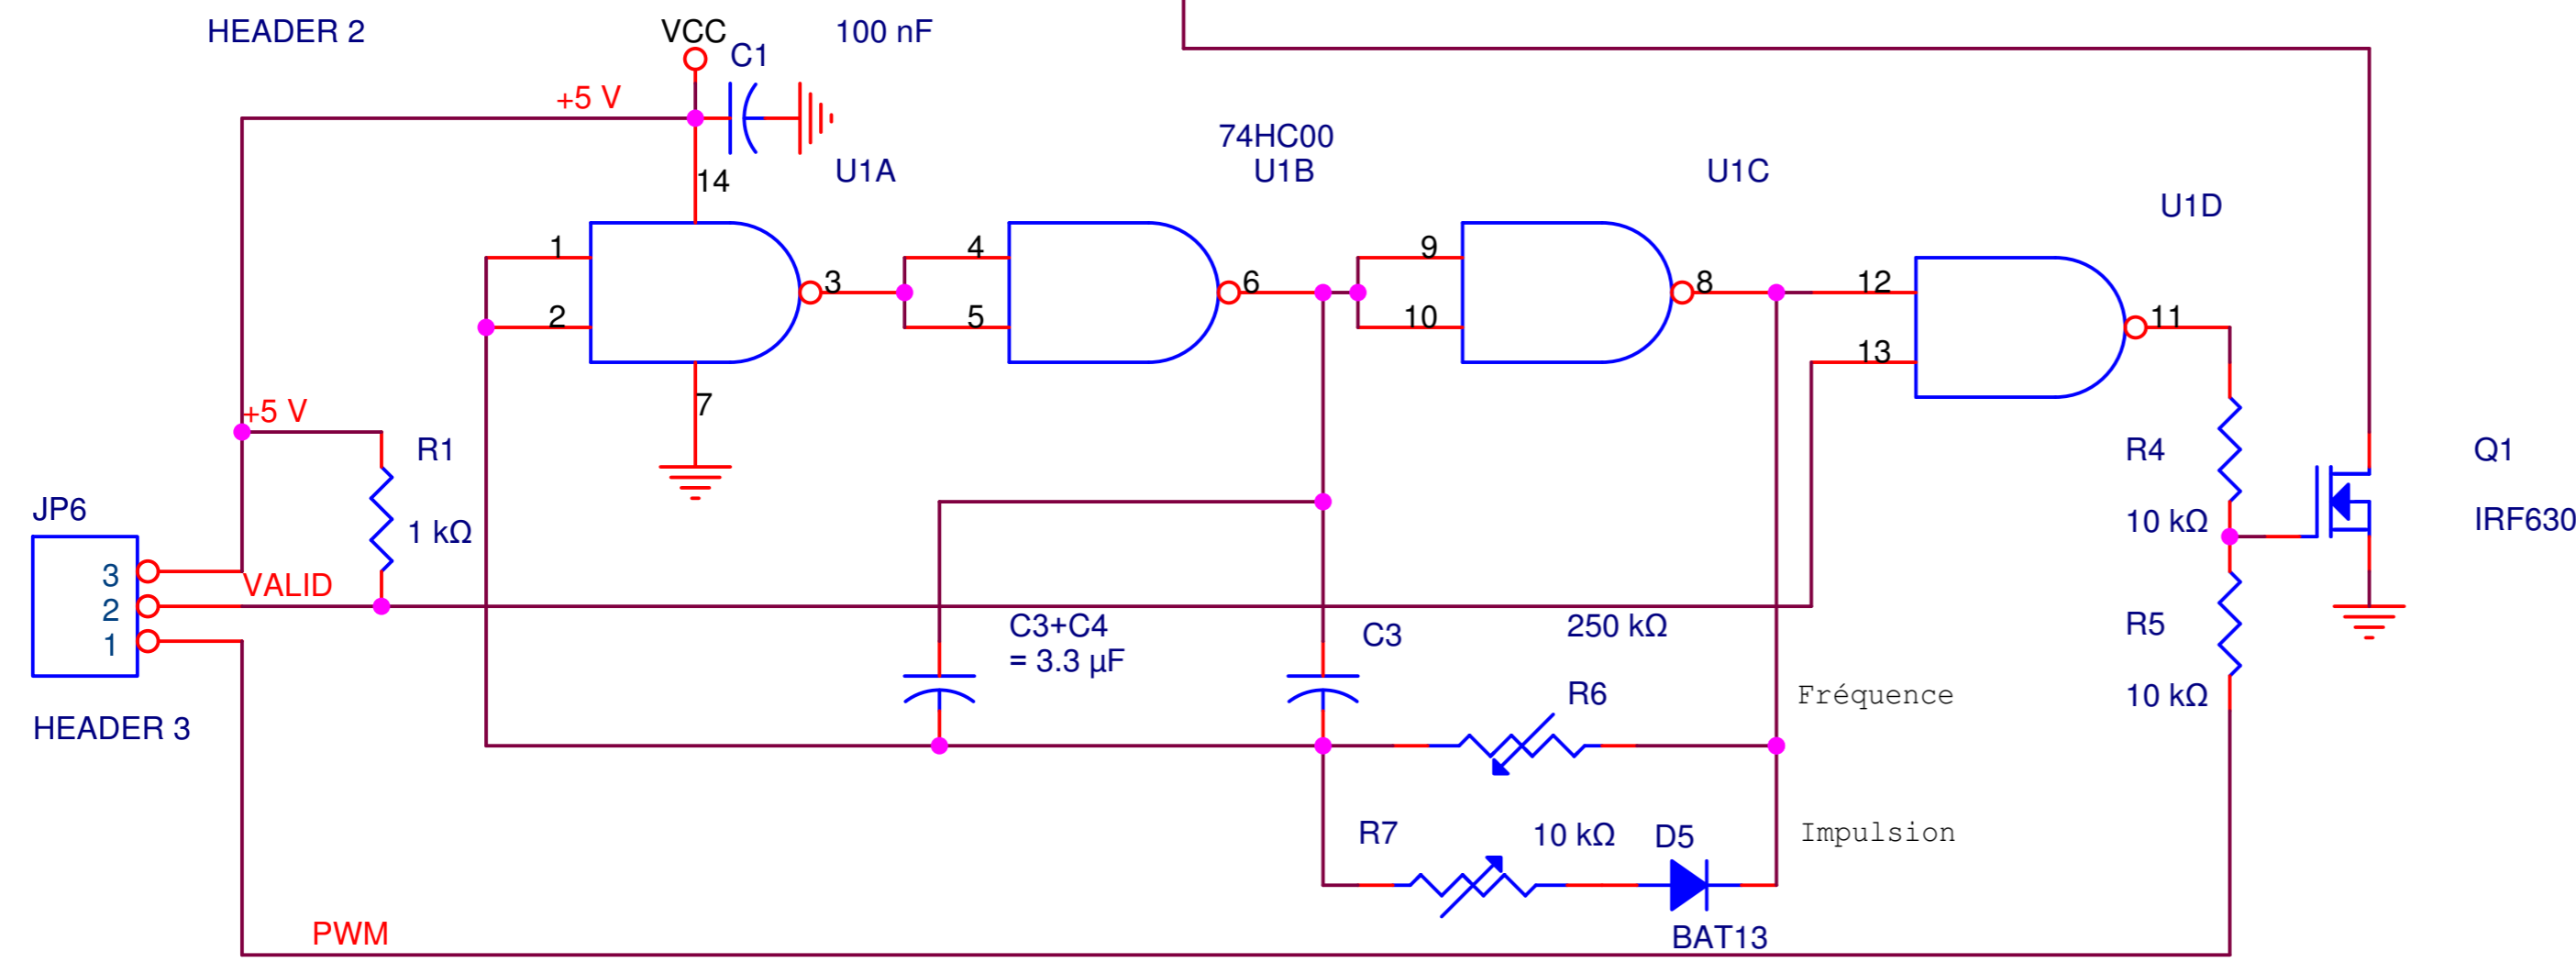 HEADER 2
VCC
C1
100 nF
+5 V
14
U1A
74HC00
U1B
U1C
U1D
1
2
3
4
5
6
9
10
8
12
13
11
7
+5 V
R1
1 kΩ
JP6
3
2
1
VALID
HEADER 3
C3+C4
= 3.3 µF
C3
250 kΩ
R6
Fréquence
R7
10 kΩ
D5
Impulsion
BAT13
R4
10 kΩ
R5
10 kΩ
Q1
IRF630
PWM